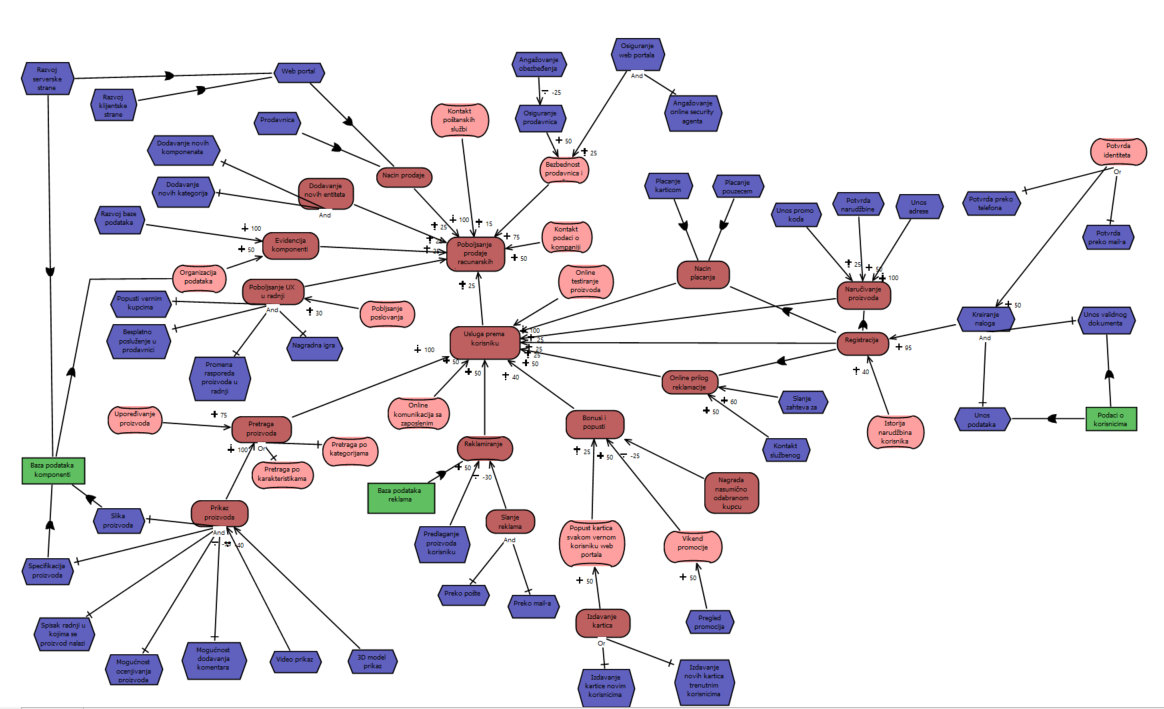 Razvoj
serverske
strane
Web portal
Razvoj
klijentske
strane
Prodavnica
Dodavanje novih
komponenata
Dodavanje
novih kategorija
Razvoj baze
podataka
Nacin prodaje
Dodavanje
novih entiteta
And
Evidencija
komponenti
100
50
Organizacija
podataka
Kontakt
poštanskih
službi
Angažovanje
obezbeđenja
-25
Osiguranje
prodavnica
50
25
Osiguranje
web portala
And
Angažovanje
online security
agenta
Bezbednost
prodavnica i
Kontakt
podaci o
kompaniji
100
15
25
75
50
Poboljsanje
prodaje
racunarskih
25
Poboljsanje UX
u radnji
And
30
Pobljsanje
poslovanja
Popusti vernim
kupcima
Besplatno
posluženje u
prodavnici
Promena
rasporeda
proizvoda u
radnji
Nagradna igra
Online
testiranje
proizvoda
Usluga prema
korisniku
100
50
50
40
Placanje
karticom
Placanje
pouzecem
Nacin
placanja
Unos promo
koda
Potvrda
narudžbine
Unos
adrese
25
50
100
Naručivanje
proizvoda
Registracija
95
40
Istorija
narudžbina
korisnika
Potvrda
identiteta
Or
Potvrda preko
telefona
Potvrda
preko mail-a
50
Kreiranje
naloga
And
Unos validnog
dokumenta
Unos
podataka
Podaci o
korisnicima
Online prilog
reklamacije
60
50
Slanje
zahteva za
Kontakt
službenog
Upoređivanje
proizvoda
75
Pretraga
proizvoda
100
Or
Pretraga po
kategorijama
Pretraga po
karakteristikama
Online
komunikacija sa
zaposlenim
Reklamiranje
50
-30
Baza podataka
reklama
Predlaganje
proizvoda
korisniku
Slanje
reklama
And
Preko pošte
Preko mail-a
Bonusi i
popusti
25
50
-25
Nagrade
nasumično
odabranom
kupcu
Popust kartica
svakom vernom
korisniku web
portala
50
Vikend
promocije
50
Pregled
promocija
Izdavanje
kartica
Or
Izdavanje
kartice novim
korisnicima
Izdavanje
novih kartica
trenutnim
korisnicima
Baza podataka
komponenti
Slika
proizvoda
Specifikacija
proizvoda
Prikaz
proizvoda
And
40
Spisak radnji u
kojima se
proizvod nalazi
Mogućnost
ocenjivanja
proizvoda
Mogućnost
dodavanja
komentara
Video prikaz
3D model
prikaz